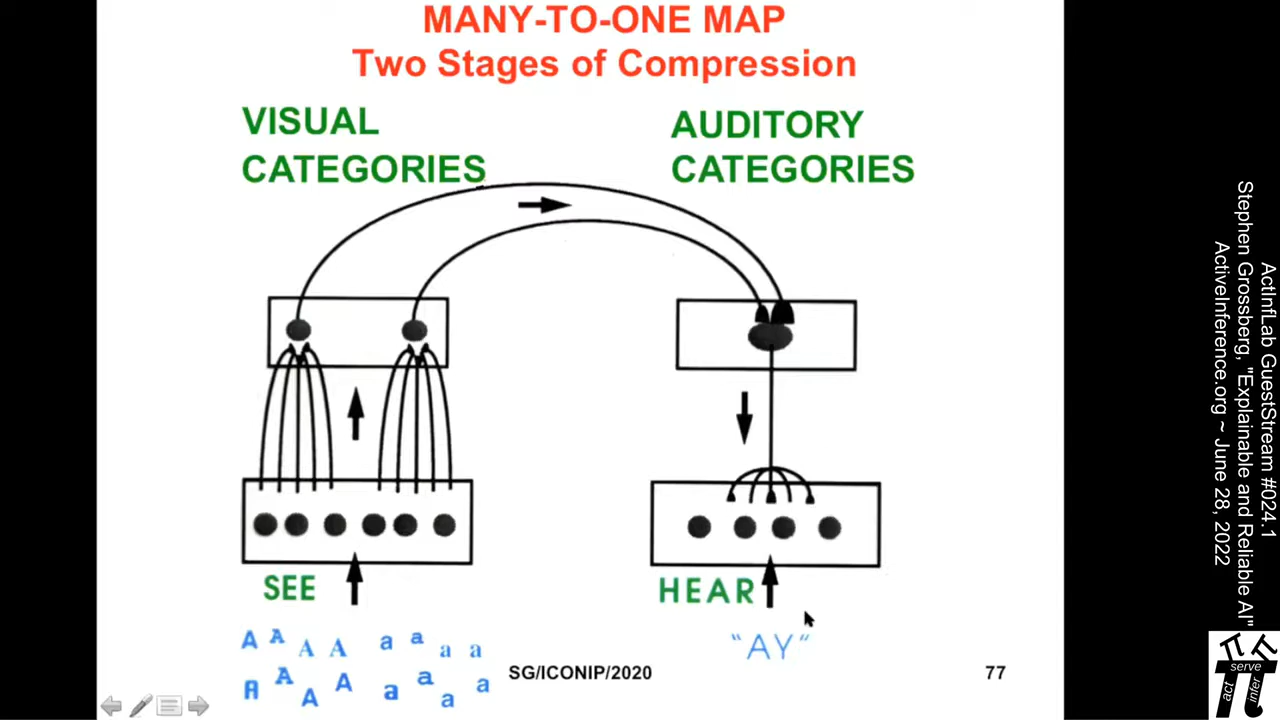 MANY-TO-ONE MAP
Two Stages of Compression
VISUAL
CATEGORIES
AUDITORY
CATEGORIES
SEE
HEAR
A A A A a a a a
A A A A a a a a
"AY"
SG/ICONIP/2020
77
ActInfLab GuestStream #024.1
Stephen Grossberg, "Explainable and Reliable AI"
ActiveInference.org ~ June 28, 2022
serve
act
infer